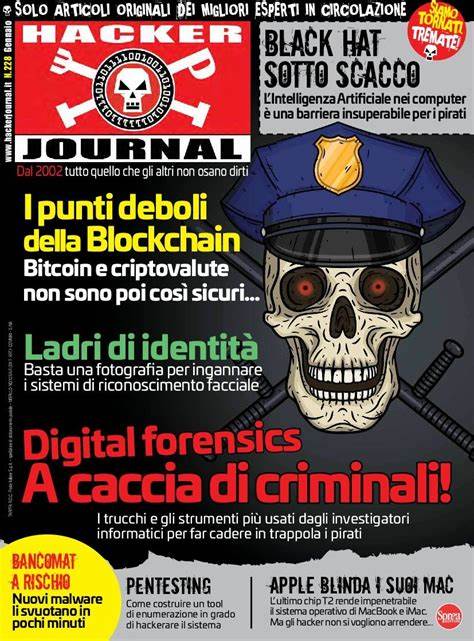 SOLO ARTICOLI ORIGINALI DEI MIGLIORI ESPERTI IN CIRCOLAZIONE
SIAMO
TORNATI,
TREMATE!
www.hackerjournal.it N.228 Gennaio
HACKER
JOURNAL
Dal 2002 tutto quello che gli altri non osano dirti
BLACK HAT
SOTTO SCACCO
L'Intelligenza Artificiale nei computer
è una barriera insuperabile per i pirati
I punti deboli
della Blockchain
Bitcoin e criptovalute
non sono poi così sicuri...
Ladri di identità
Basta una fotografia per ingannare
i sistemi di riconoscimento facciale
Digital forensics
A caccia di criminali!
I trucchi e gli strumenti più usati dagli investigatori
informatici per far cadere in trappola i pirati
BANCOMAT
A RISCHIO
Nuovi malware
li svuotano in
pochi minuti
PENTESTING
Come costruire un tool
di enumerazione in grado
di hackerare il sistema
APPLE BLINDA I SUOI MAC
L'ultimo chip T2 rende impenetrabile
il sistema operativo di MacBook e iMac.
Ma gli hacker non si vogliono arrendere...
Sprea